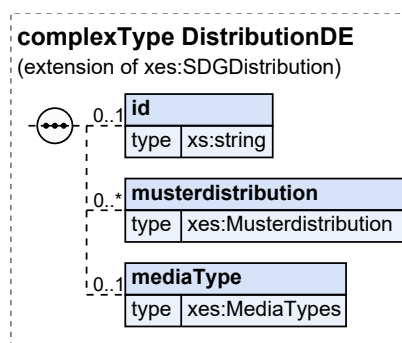 complexType DistributionDE
(extension of xes:SDGDistribution)
0..1 id
type xs:string
0..* musterdistribution
type xes:Musterdistribution
0..1 mediaType
type xes:MediaTypes